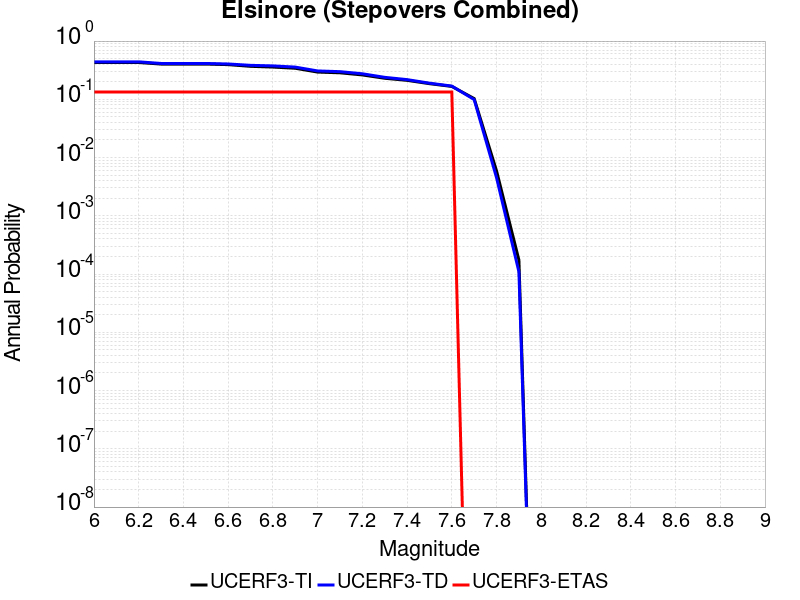 Elsinore (Stepovers Combined)
10^0
10^-1
10^-2
10^-3
10^-4
10^-5
10^-6
10^-7
10^-8
Annual Probability
6 6.2 6.4 6.6 6.8 7 7.2 7.4 7.6 7.8 8 8.2 8.4 8.6 8.8 9
Magnitude
UCERF3-TI UCERF3-TD UCERF3-ETAS